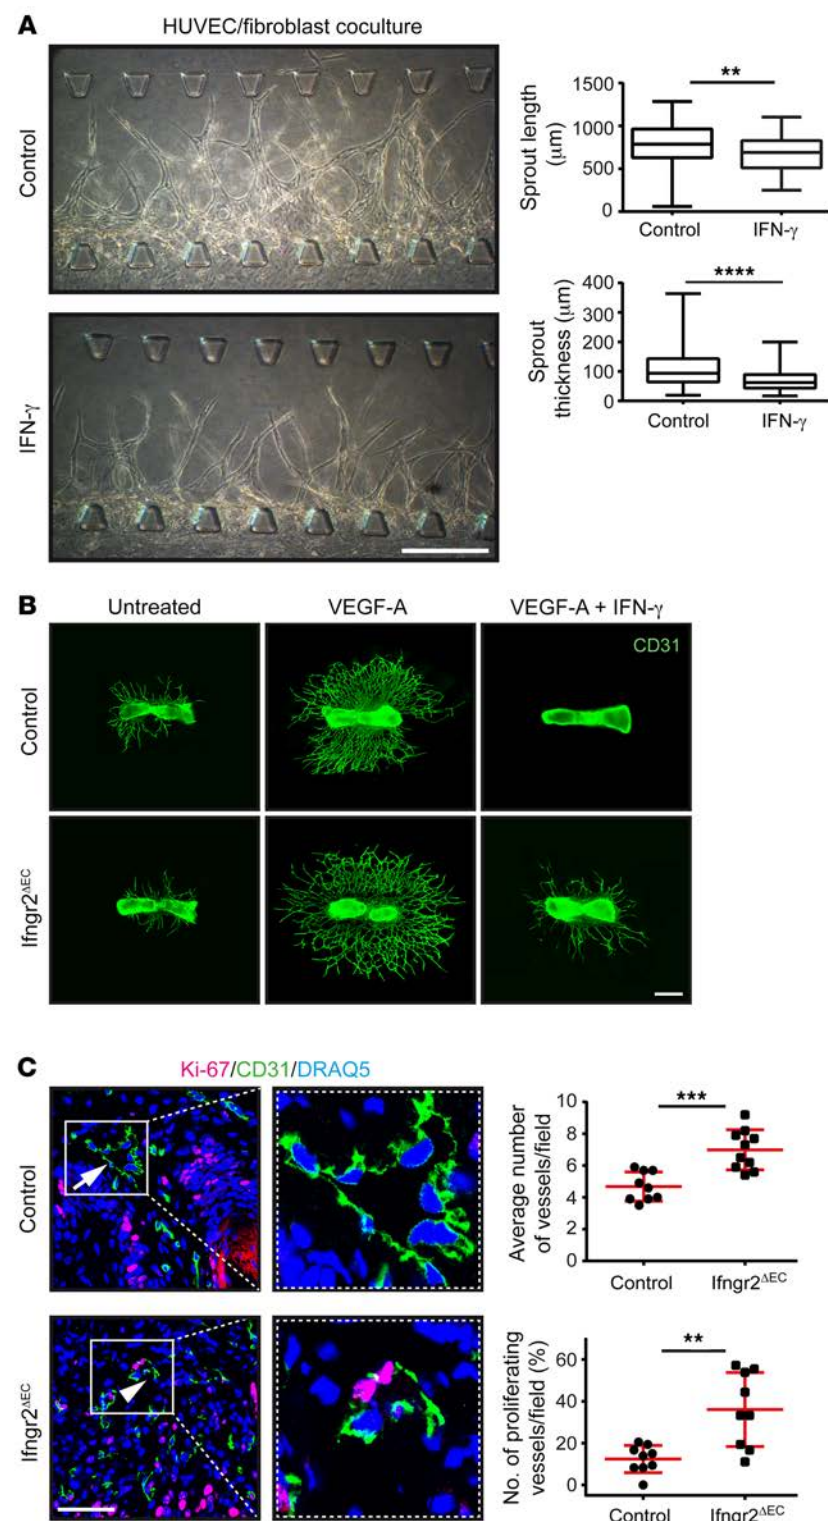 A
HUVEC/fibroblast coculture
Control
IFN-γ
Sprout length
(μm)
1500
1000
500
0
**
Control
IFN-γ
Sprout
thickness (μm)
400
300
200
100
0
****
Control
IFN-γ
B
Untreated
VEGF-A
VEGF-A + IFN-γ
Control
CD31
Ifngr2ΔEC
C
Ki-67/CD31/DRAQ5
Control
Ifngr2ΔEC
Average number
of vessels/field
10
8
6
4
2
0
***
Control
Ifngr2ΔEC
No. of proliferating
vessels/field (%)
60
40
20
0
**
Control
Ifngr2ΔEC